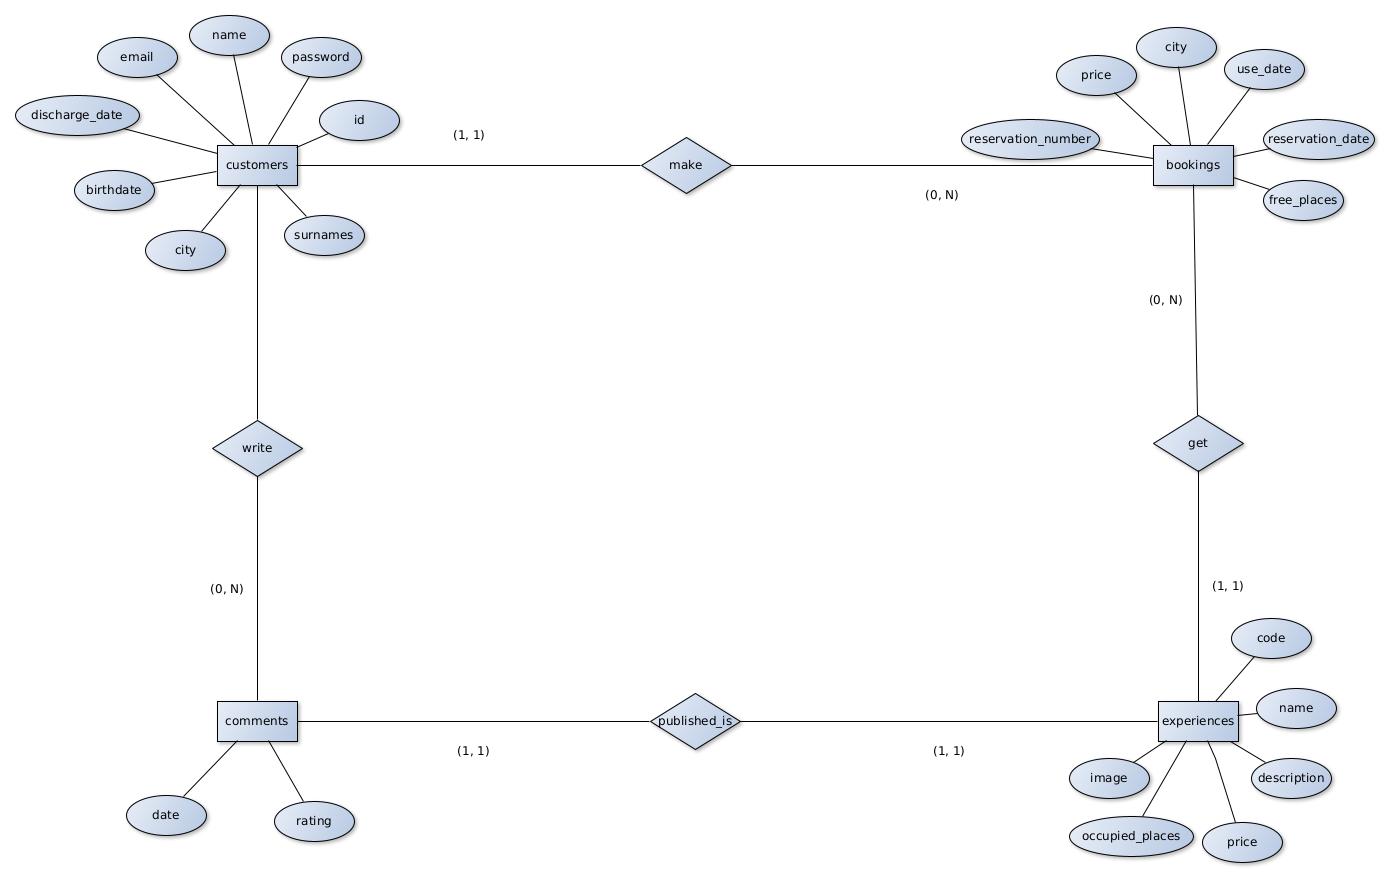 name
email
password
discharge_date
id
(1, 1)
customers
birthdate
city
surnames
make
(0, N)
city
price
use_date
reservation_number
reservation_date
bookings
free_places
(0, N)
write
get
(0, N)
(1, 1)
code
comments
published_is
experiences
name
(1, 1)
(1, 1)
image
description
date
rating
occupied_places
price